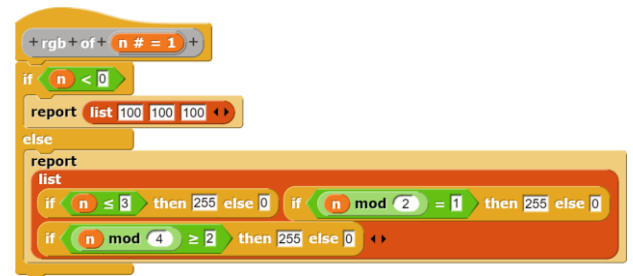 + rgb + of + n # = 1 +
if n < 0
report list 100 100 100
else
report
list
if n ≤ 3 then 255 else 0 if n mod 2 = 1 then 255 else 0
if n mod 4 ≥ 2 then 255 else 0